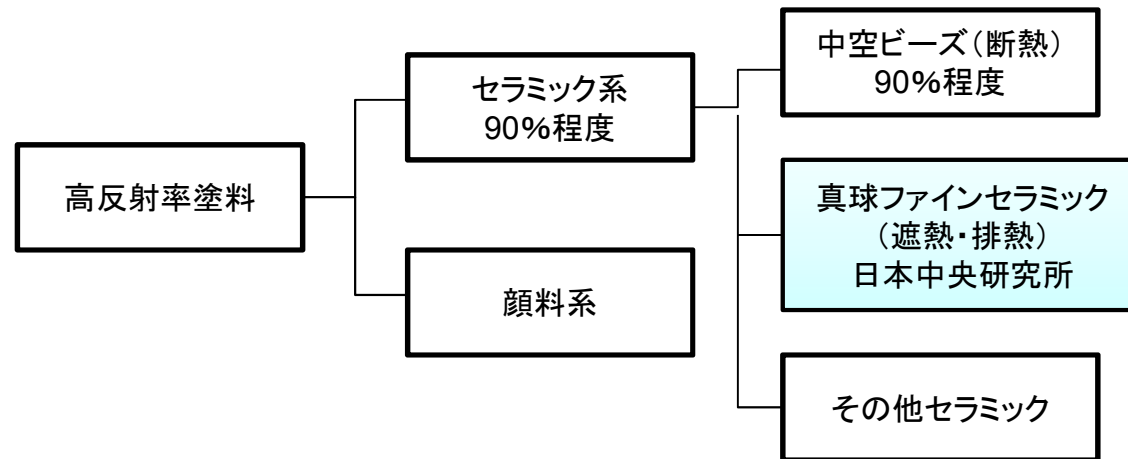 高反射率塗料
セラミック系
90%程度
顔料系
中空ビーズ(断熱)
90%程度
真球ファインセラミック
(遮熱・排熱)
日本中央研究所
その他セラミック